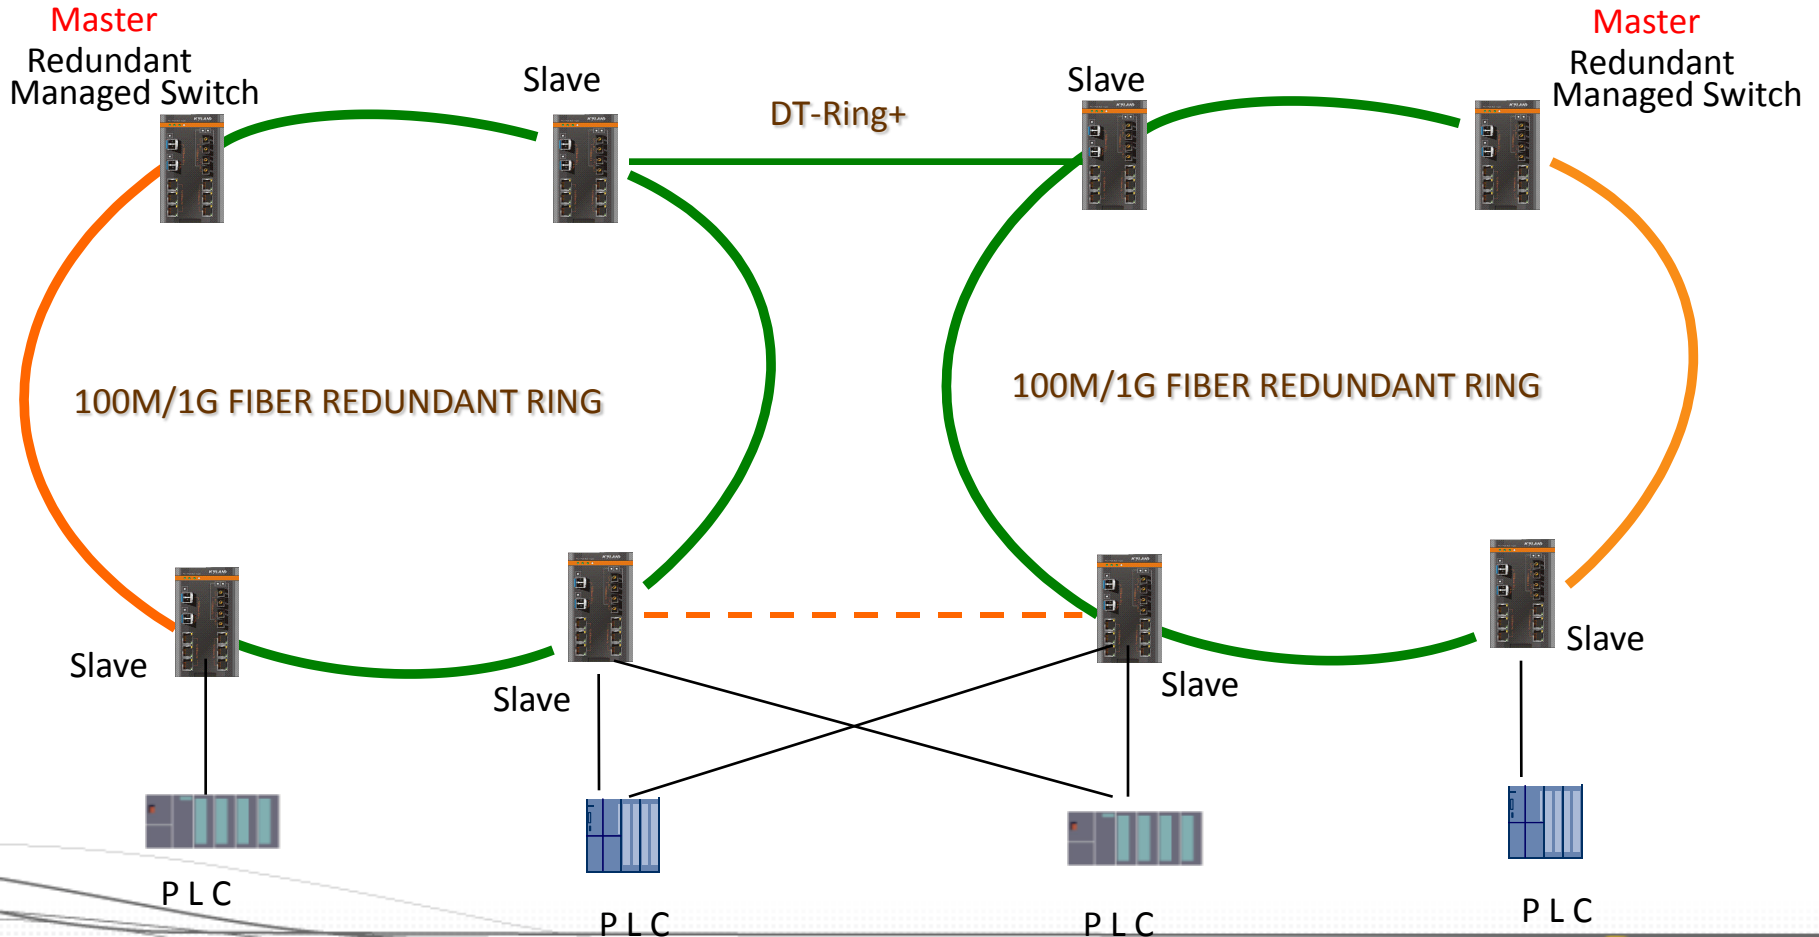 Master
Redundant
Managed Switch
Slave
DT-Ring+
Slave
Master
Redundant
Managed Switch
100M/1G FIBER REDUNDANT RING
100M/1G FIBER REDUNDANT RING
Slave
Slave
Slave
Slave
P L C
P L C
P L C
P L C